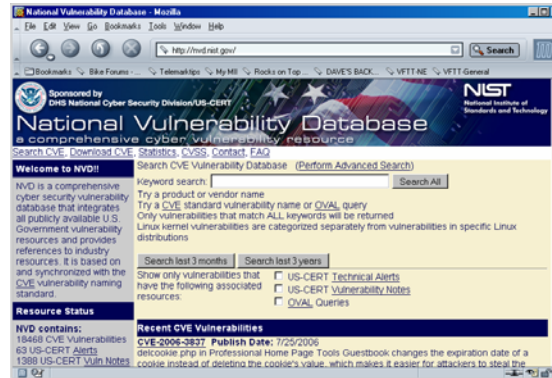 National Vulnerability Database - Mozilla
File Edit View Go Bookmarks Tools Window Help
http://nvd.nist.gov/
Search
Bookmarks Bike Forums - ... Telemarktips My MII Rocks on Top ... DAVE'S BACK... VFTT-NE VFTT General
Sponsored by
DHS National Cyber Security Division/US-CERT
NIST
National Institute of
Standards and Technology
National Vulnerability Database
a comprehensive cyber vulnerability resource
Search CVE, Download CVE, Statistics, CVSS, Contact, FAQ
Welcome to NVD!!
NVD is a comprehensive
cyber security vulnerability
database that integrates
all publicly available U.S.
Government vulnerability
resources and provides
references to industry
resources. It is based on
and synchronized with the
CVE vulnerability naming
standard.
Resource Status
NVD contains:
18468 CVE Vulnerabilities
63 US-CERT Alerts
1388 US-CERT Vuln Notes
Search CVE Vulnerability Database (Perform Advanced Search)
Keyword search:
Search All
Try a product or vendor name
Try a CVE standard vulnerability name or OVAL query
Only vulnerabilities that match ALL keywords will be returned
Linux kernel vulnerabilities are categorized separately from vulnerabilities in specific Linux
distributions
Search last 3 months Search last 3 years
Show only vulnerabilities that
have the following associated
resources:
US-CERT Technical Alerts
US-CERT Vulnerability Notes
OVAL Queries
Recent CVE Vulnerabilities
CVE-2006-3837 Publish Date: 7/25/2006
delcookie.php in Professional Home Page Tools Guestbook changes the expiration date of a
cookie instead of deleting the cookie's value, which makes it easier for attackers to steal the